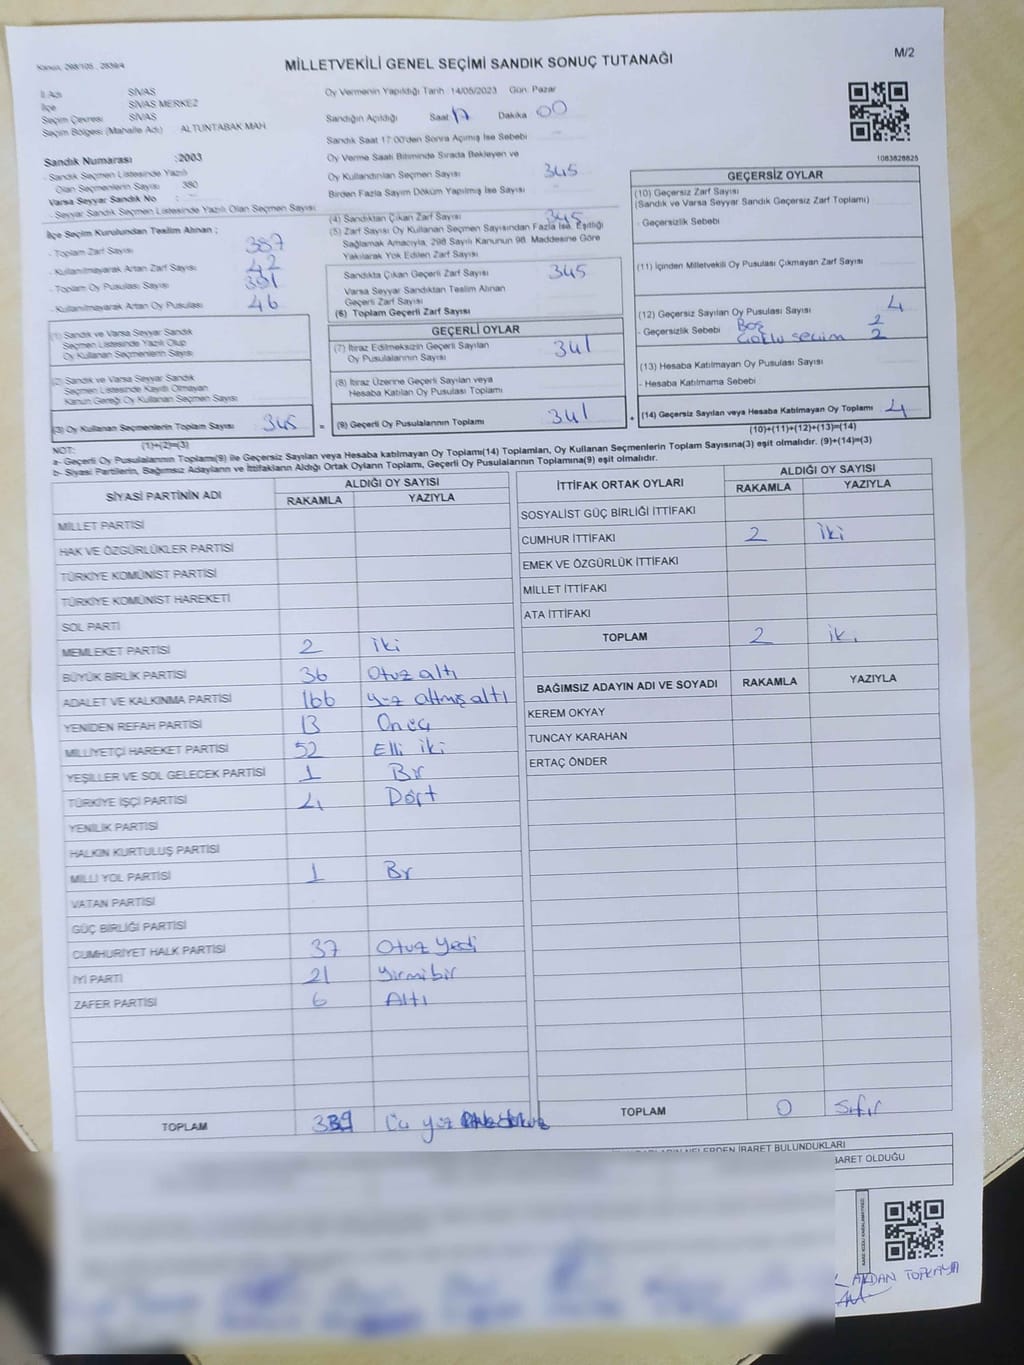 Kanun, 298/105 , 2839/4
MİLLETVEKİLİ GENEL SEÇİMİ SANDIK SONUÇ TUTANAĞI
M/2
İl Adı SİVAS
İlçe SİVAS MERKEZ
Seçim Çevresi SİVAS
Seçim Bölgesi (Mahalle Adı) ALTUNTABAK MAH.
Sandık Numarası :2003
- Sandık Seçmen Listesinde Yazılı
Olan Seçmenlerin Sayısı 380
Varsa Seyyar Sandık No :
- Seyyar Sandık Seçmen Listesinde Yazılı Olan Seçmen Sayısı
Oy Vermenin Yapıldığı Tarih :14/05/2023 Gün: Pazar
Sandığın Açıldığı Saat 17 Dakika 00
Sandık Saat 17:00'den Sonra Açılmış İse Sebebi
Oy Verme Saati Bitiminde Sırada Bekleyen ve
Oy Kullandırılan Seçmen Sayısı 345
Birden Fazla Sayım Döküm Yapılmış İse Sayısı
1083828825
İlçe Seçim Kurulundan Teslim Alınan ;
- Toplam Zarf Sayısı 387
- Kullanılmayarak Artan Zarf Sayısı 42
- Toplam Oy Pusulası Sayısı 391
- Kullanılmayarak Artan Oy Pusulası 46
(1) Sandık ve Varsa Seyyar Sandık
Seçmen Listesinde Yazılı Olup
Oy Kullanan Seçmenlerin Sayısı
(2) Sandık ve Varsa Seyyar Sandık
Seçmen Listesinde Kayıtlı Olmayan
Kanun Gereği Oy Kullanan Seçmen Sayısı
(3) Oy Kullanan Seçmenlerin Toplam Sayısı 345 =
(1)+(2)=(3)
(4) Sandıktan Çıkan Zarf Sayısı 345
(5) Zarf Sayısı Oy Kullanan Seçmen Sayısından Fazla İse, Eşitliği
Sağlamak Amacıyla, 298 Sayılı Kanunun 98. Maddesine Göre
Yakılarak Yok Edilen Zarf Sayısı
Sandıkta Çıkan Geçerli Zarf Sayısı 345
Varsa Seyyar Sandıktan Teslim Alınan
Geçerli Zarf Sayısı
(6) Toplam Geçerli Zarf Sayısı
GEÇERLİ OYLAR
(7) İtiraz Edilmeksizin Geçerli Sayılan
Oy Pusulalarının Sayısı 341
(8) İtiraz Üzerine Geçerli Sayılan veya
Hesaba Katılan Oy Pusulası Toplamı
(9) Geçerli Oy Pusulalarının Toplamı 341 +
GEÇERSİZ OYLAR
(10) Geçersiz Zarf Sayısı
(Sandık ve Varsa Seyyar Sandık Geçersiz Zarf Toplamı)
- Geçersizlik Sebebi
(11) İçinden Milletvekili Oy Pusulası Çıkmayan Zarf Sayısı
(12) Geçersiz Sayılan Oy Pusulası Sayısı 4
- Geçersizlik Sebebi Boş 2
Çoklu seçim 2
(13) Hesaba Katılmayan Oy Pusulası Sayısı
- Hesaba Katılmama Sebebi
(14) Geçersiz Sayılan veya Hesaba Katılmayan Oy Toplamı 4
(10)+(11)+(12)+(13)=(14)
NOT:
a- Geçerli Oy Pusulasının Toplamı(9) ile Geçersiz Sayılan veya Hesaba katılmayan Oy Toplamı(14) Toplamları, Oy Kullanan Seçmenlerin Toplam Sayısına(3) eşit olmalıdır. (9)+(14)=(3)
b- Siyasi Partilerin, Bağımsız Adayların ve İttifakların Aldığı Ortak Oyların Toplamı, Geçerli Oy Pusulalarının Toplamına(9) eşit olmalıdır.
SİYASİ PARTİNİN ADI ALDIĞI OY SAYISI
RAKAMLA YAZIYLA
MİLLET PARTİSİ
HAK VE ÖZGÜRLÜKLER PARTİSİ
TÜRKİYE KOMÜNİST PARTİSİ
TÜRKİYE KOMÜNİST HAREKETİ
SOL PARTİ
MEMLEKET PARTİSİ 2 iki
BÜYÜK BİRLİK PARTİSİ 36 Otuz altı
ADALET VE KALKINMA PARTİSİ 166 yüz altmış altı
YENİDEN REFAH PARTİSİ 13 Onüç
MİLLİYETÇİ HAREKET PARTİSİ 52 Elli iki
YEŞİLLER VE SOL GELECEK PARTİSİ 1 Bir
TÜRKİYE İŞÇİ PARTİSİ 4 Dört
YENİLİK PARTİSİ
HALKIN KURTULUŞ PARTİSİ
MİLLİ YOL PARTİSİ 1 Bir
VATAN PARTİSİ
GÜÇ BİRLİĞİ PARTİSİ
CUMHURİYET HALK PARTİSİ 37 Otuz yedi
İYİ PARTİ 21 yirmibir
ZAFER PARTİSİ 6 Altı
TOPLAM 339 Üç yüz
İTTİFAK ORTAK OYLARI ALDIĞI OY SAYISI
RAKAMLA YAZIYLA
SOSYALİST GÜÇ BİRLİĞİ İTTİFAKI
CUMHUR İTTİFAKI 2 iki
EMEK VE ÖZGÜRLÜK İTTİFAKI
MİLLET İTTİFAKI
ATA İTTİFAKI
TOPLAM 2 iki
BAĞIMSIZ ADAYIN ADI VE SOYADI RAKAMLA YAZIYLA
KEREM OKYAY
TUNCAY KARAHAN
ERTAÇ ÖNDER
TOPLAM 0 Sıfır
NELERDEN İBARET BULUNDUKLARI
İBARET OLDUĞU
TOPKAYA